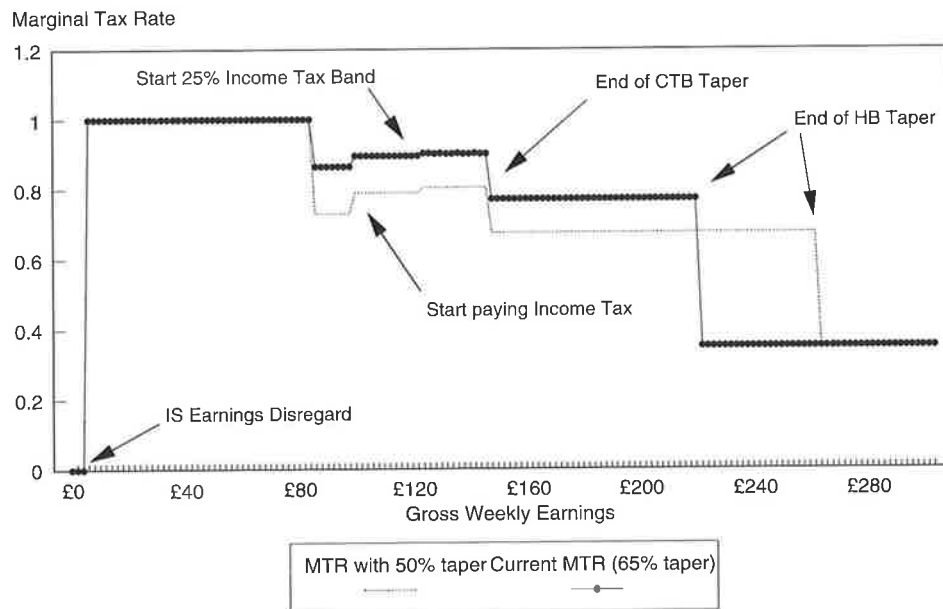 Marginal Tax Rate
1.2
Start 25% Income Tax Band
End of CTB Taper
End of HB Taper
1
0.8
0.6
Start paying Income Tax
0.4
0.2
IS Earnings Disregard
0
£0 £40 £80 £120 £160 £200 £240 £280
Gross Weekly Earnings
MTR with 50% taper Current MTR (65% taper)